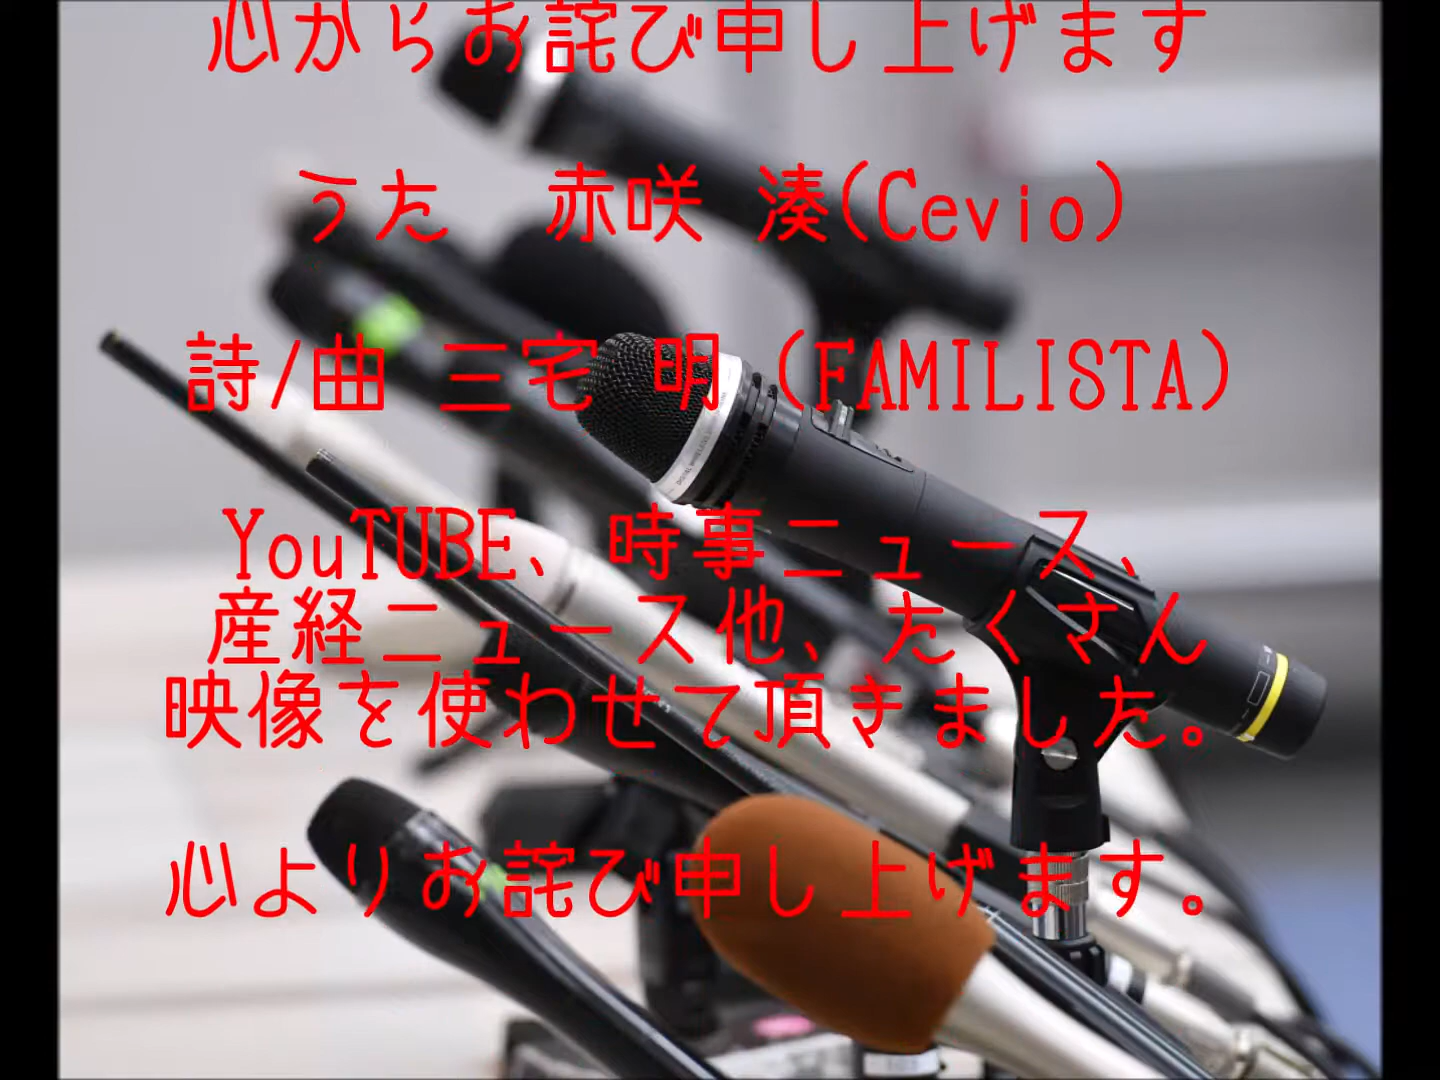 心からお詫び申し上げます
うた　赤咲 湊(Cevio)
詩/曲 三宅 明 (FAMILISTA)
YouTUBE、時事ニュース、
産経ニュース他、たくさん
映像を使わせて頂きました。
心よりお詫び申し上げます。